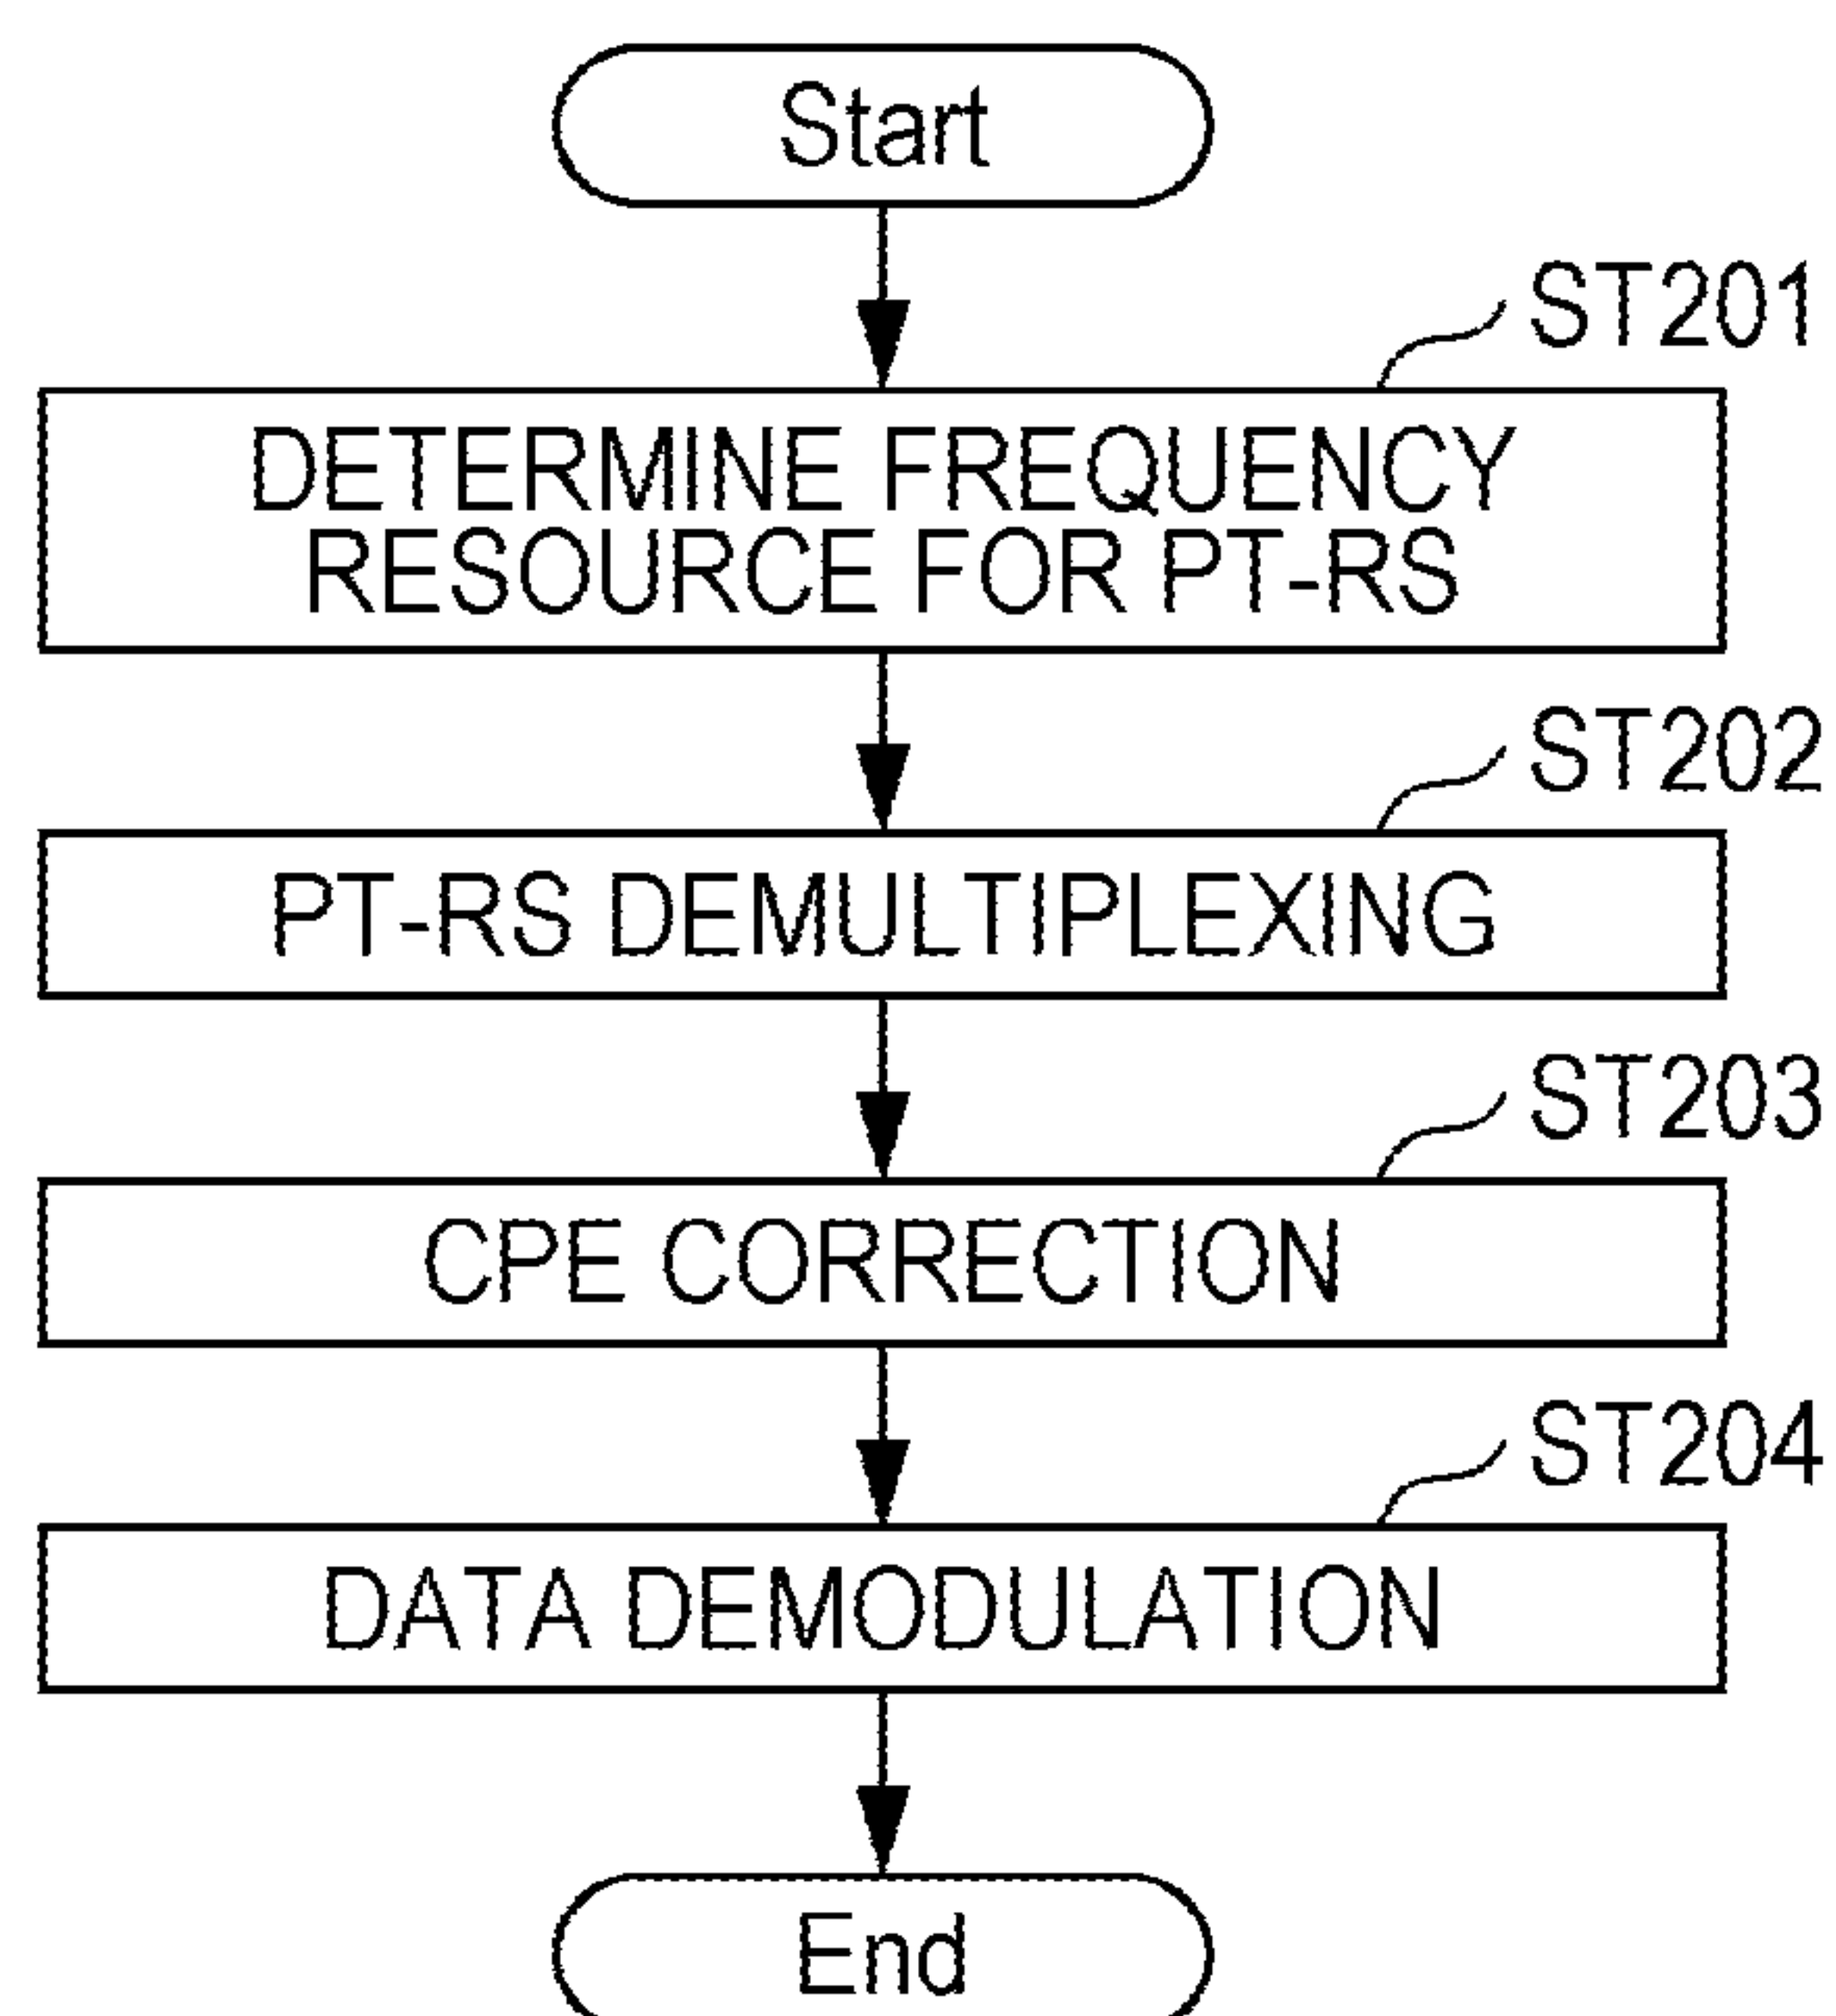 Start
ST201
DETERMINE FREQUENCY
RESOURCE FOR PT-RS
ST202
PT-RS DEMULTIPLEXING
ST203
CPE CORRECTION
ST204
DATA DEMODULATION
End